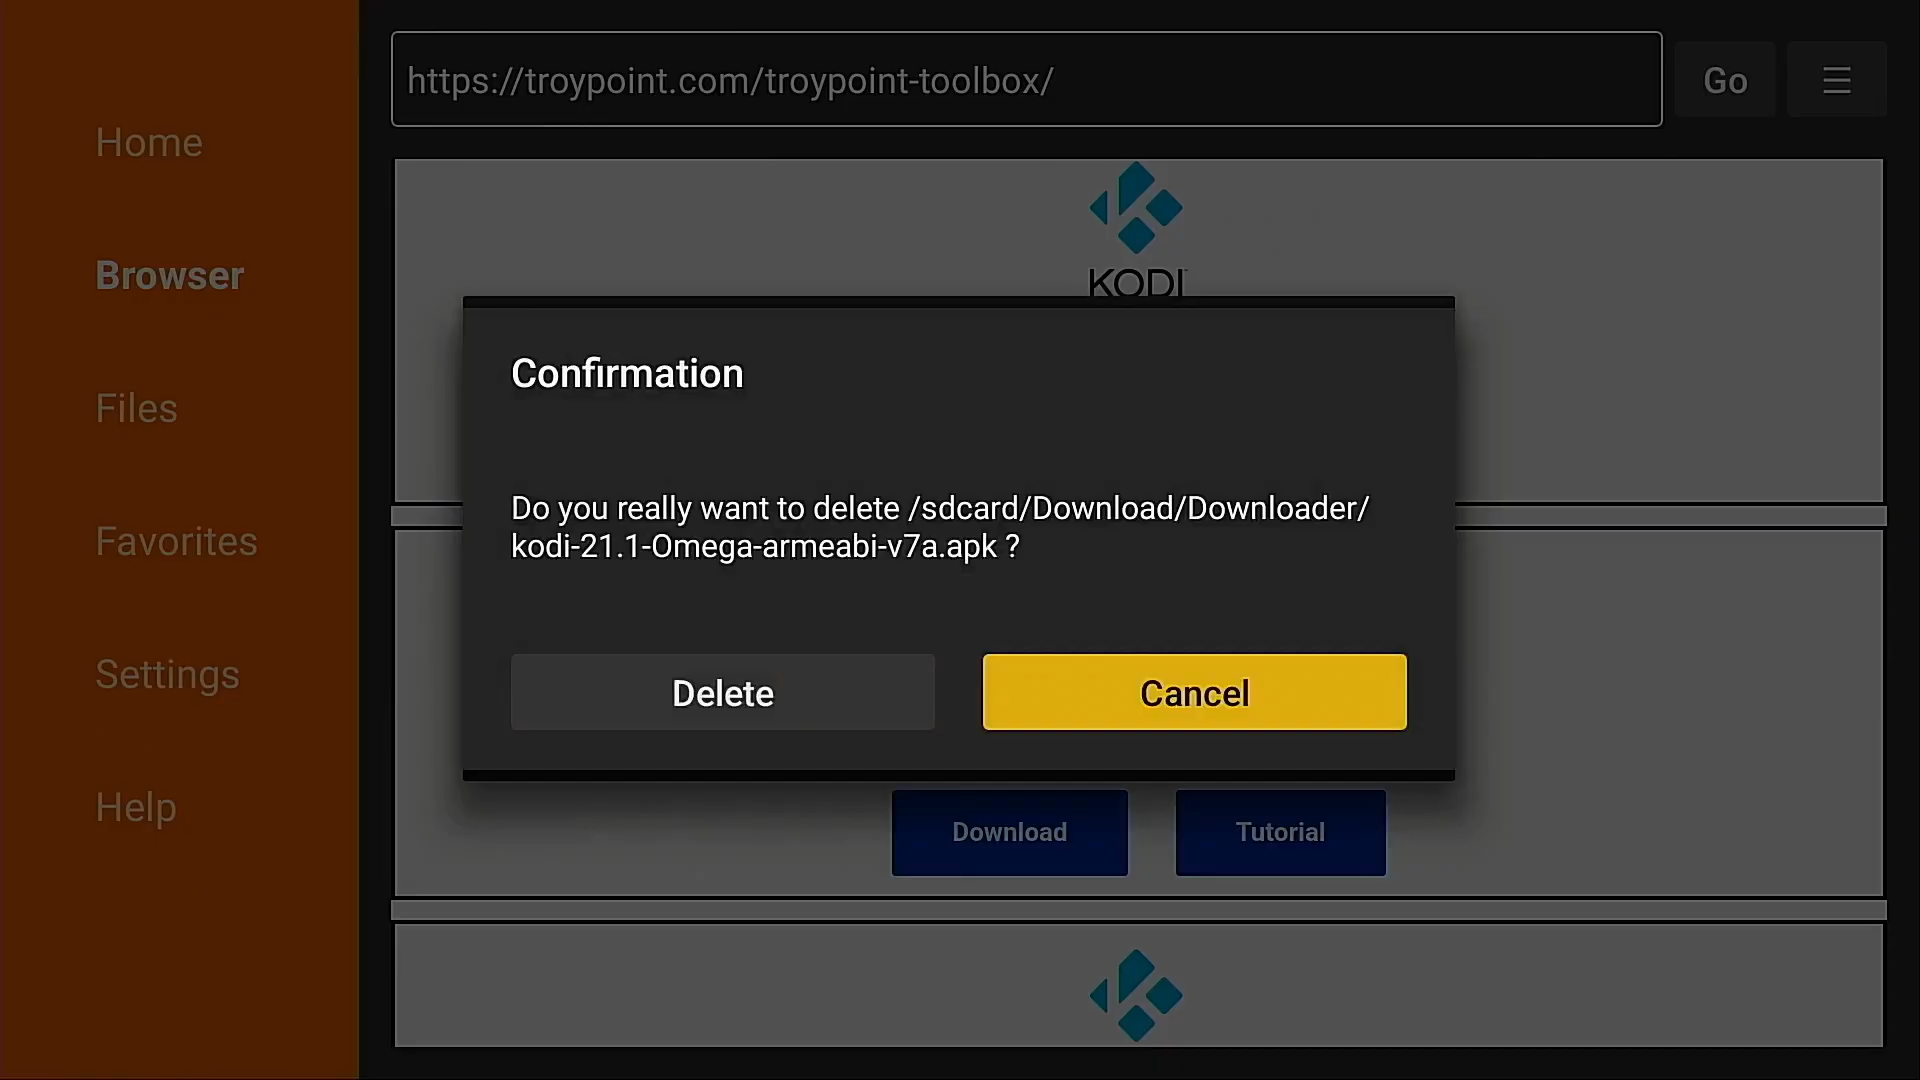 https://troypoint.com/troypoint-toolbox/
Go
Home
Browser
Files
Favorites
Settings
Help
KODI
Confirmation
Do you really want to delete /sdcard/Download/Downloader/
kodi-21.1-Omega-armeabi-v7a.apk ?
Delete
Cancel
Download
Tutorial